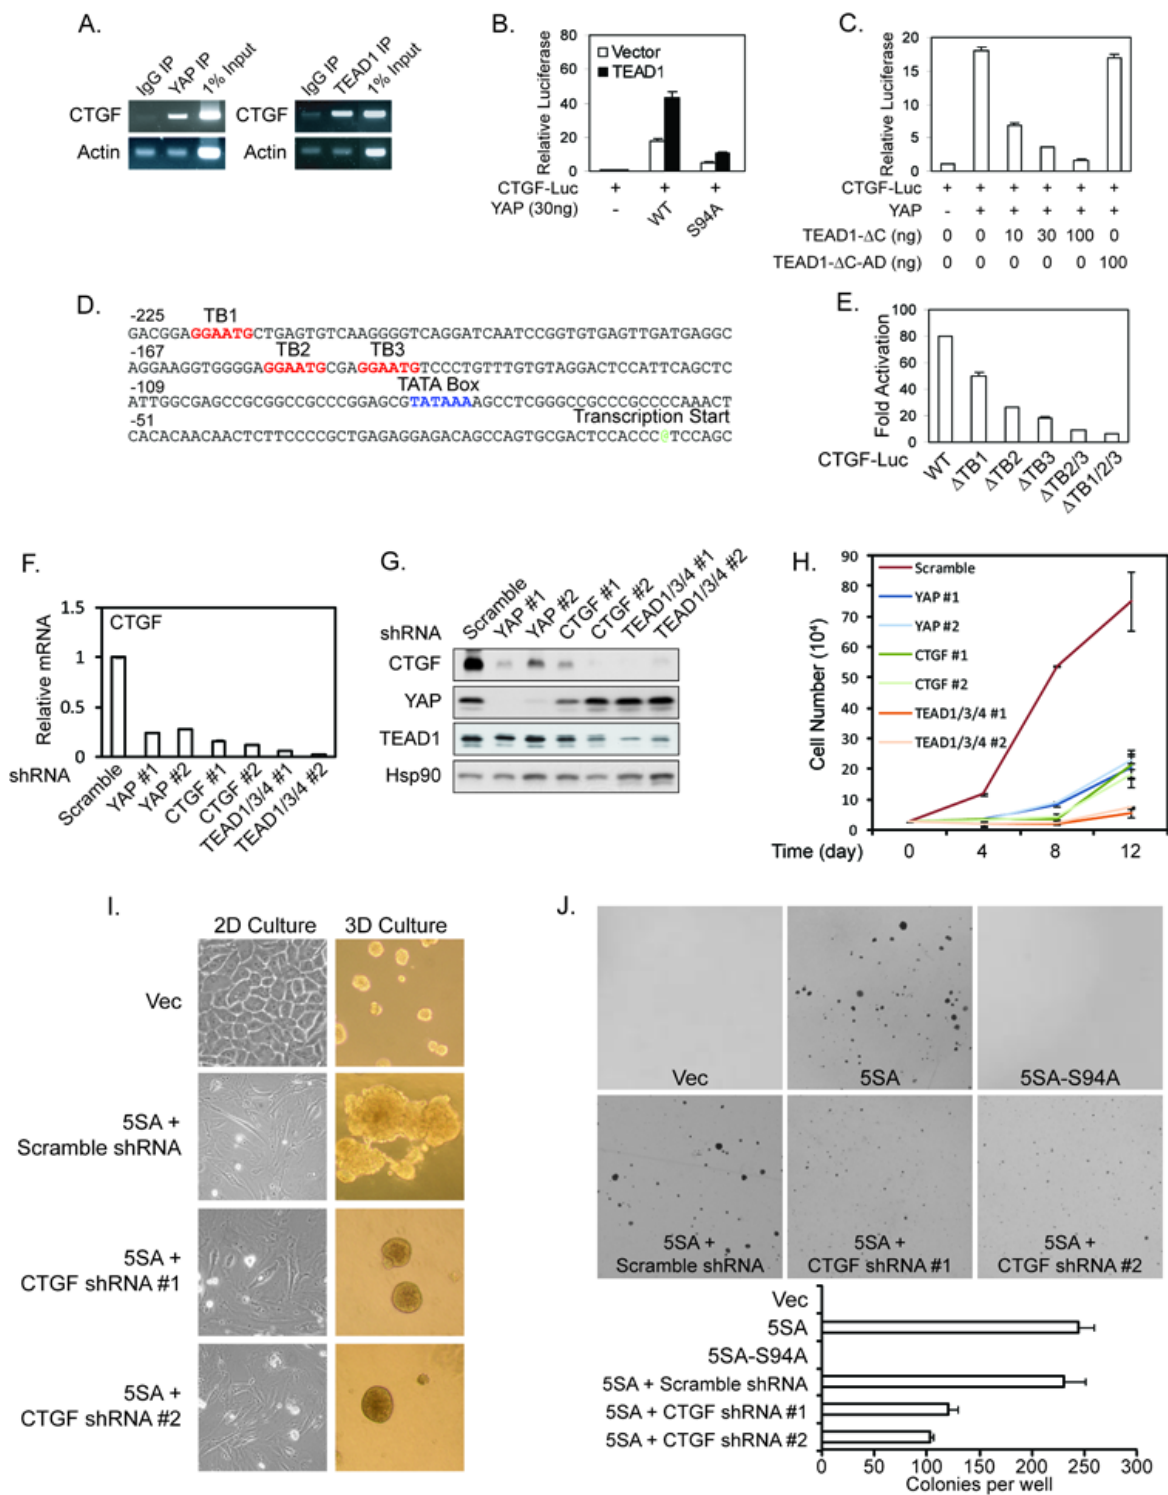 A.
IgG IP
YAP IP
1% Input
CTGF
Actin
IgG IP
TEAD1 IP
1% Input
CTGF
Actin
B.
Relative Luciferase
80
60
40
20
0
Vector
TEAD1
CTGF-Luc + + +
YAP (30ng) - WT S94A
C.
Relative Luciferase
20
15
10
5
0
CTGF-Luc + + + + + +
YAP - + + + + +
TEAD1-ΔC (ng) 0 0 10 30 100 0
TEAD1-ΔC-AD (ng) 0 0 0 0 0 100
D.
-225 TB1
GACGGAGGAATGCTGAGTGTCAAGGGGTCAGGATCAATCCGGTGTGAGTTGATGAGGC
-167 TB2 TB3
AGGAAGGTGGGGAGGAATGCGAGGAATGTCCCTGTTTGTGTAGGACTCCATTCAGCTC
-109 TATA Box
ATTGGCGAGCCGCGGCCGCCCGGAGCGTATAAAAGCCTCGGGCCGCCCGCCCCAAACT
-51 Transcription Start
CACACAACAACTCTTCCCCGCTGAGAGGAGACAGCCAGTGCGACTCCACCC@TCCAGC
E.
Fold Activation
100
80
60
40
20
0
CTGF-Luc
WT
ΔTB1
ΔTB2
ΔTB3
ΔTB2/3
ΔTB1/2/3
F.
CTGF
Relative mRNA
1.5
1
0.5
0
shRNA
Scramble
YAP #1
YAP #2
CTGF #1
CTGF #2
TEAD1/3/4 #1
TEAD1/3/4 #2
G.
shRNA
Scramble
YAP #1
YAP #2
CTGF #1
CTGF #2
TEAD1/3/4 #1
TEAD1/3/4 #2
CTGF
YAP
TEAD1
Hsp90
H.
Cell Number (10⁴)
90
80
70
60
50
40
30
20
10
0
Scramble
YAP #1
YAP #2
CTGF #1
CTGF #2
TEAD1/3/4 #1
TEAD1/3/4 #2
Time (day) 0 4 8 12
I.
2D Culture 3D Culture
Vec
5SA +
Scramble shRNA
5SA +
CTGF shRNA #1
5SA +
CTGF shRNA #2
J.
Vec
5SA
5SA-S94A
5SA +
Scramble shRNA
5SA +
CTGF shRNA #1
5SA +
CTGF shRNA #2
Vec
5SA
5SA-S94A
5SA + Scramble shRNA
5SA + CTGF shRNA #1
5SA + CTGF shRNA #2
0 50 100 150 200 250 300
Colonies per well